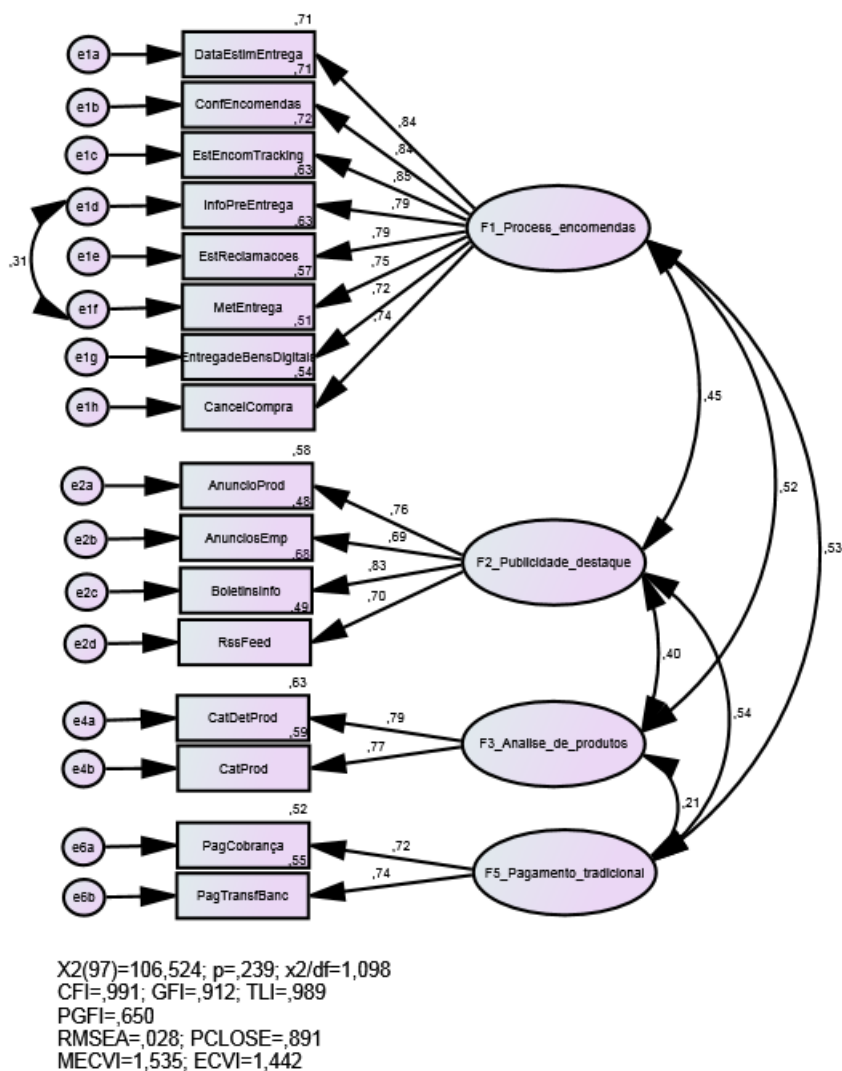 ,71
e1a
DataEstimEntrega
,71
e1b
ConfEncomendas
,72
e1c
EstEncomTracking
,63
e1d
InfoPreEntrega
,63
e1e
EstReclamacoes
,57
e1f
MetEntrega
,51
e1g
EntregadeBensDigitais
,54
e1h
CancelCompra
,31
,84
,84
,85
,79
,79
,75
,72
,74
F1_Process_encomendas
,45
,52
,53
,58
e2a
AnuncioProd
,48
e2b
AnunciosEmp
,68
e2c
BoletinsInfo
,49
e2d
RssFeed
,76
,69
,83
,70
F2_Publicidade_destaque
,40
,54
,63
e4a
CatDetProd
,59
e4b
CatProd
,79
,77
F3_Analise_de_produtos
,21
,52
e6a
PagCobrança
,55
e6b
PagTransfBanc
,72
,74
F5_Pagamento_tradicional
X2(97)=106,524; p=,239; x2/df=1,098
CFI=,991; GFI=,912; TLI=,989
PGFI=,650
RMSEA=,028; PCLOSE=,891
MECVI=1,535; ECVI=1,442